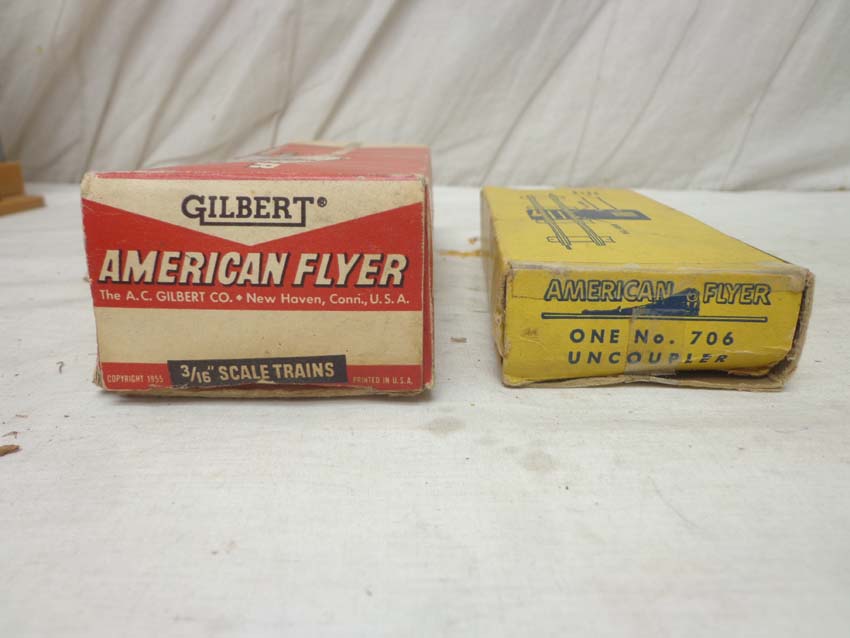 GILBERT®
AMERICAN FLYER
The A.C. GILBERT CO. • New Haven, Conn., U.S.A.
COPYRIGHT 1955
3/16" SCALE TRAINS
PRINTED IN U.S.A.
AMERICAN FLYER
ONE No. 706
UNCOUPLER